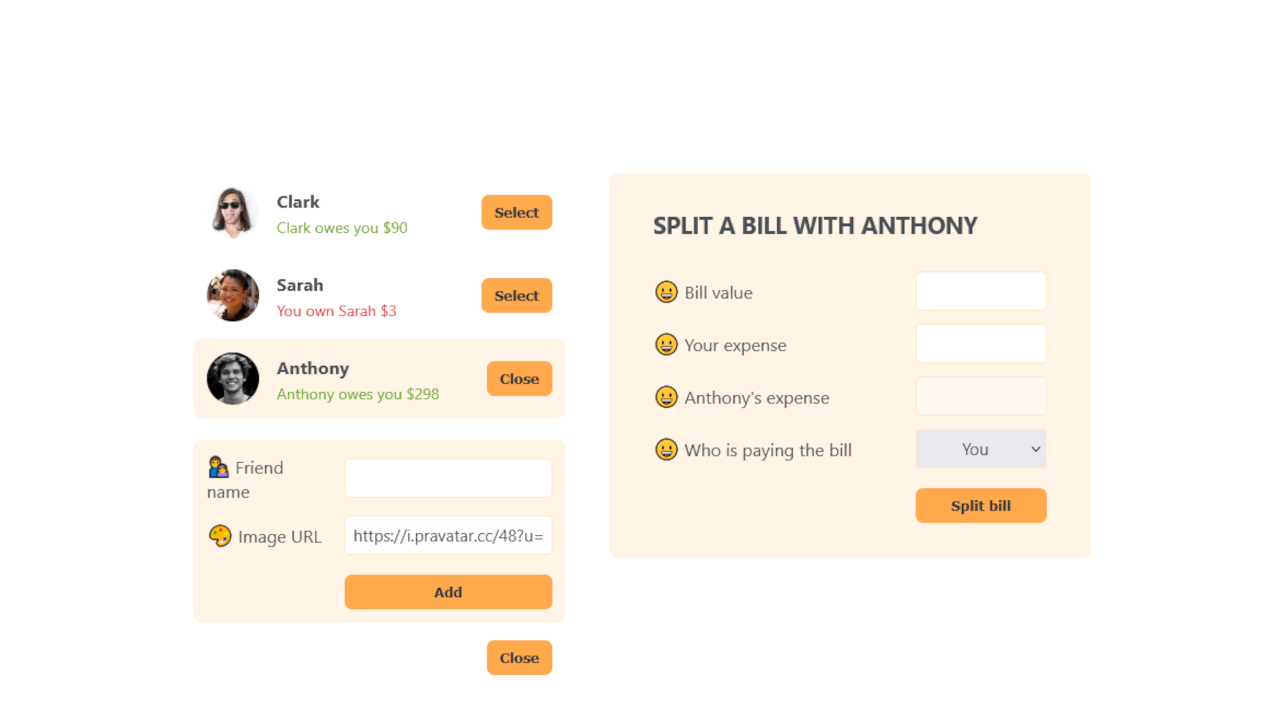 Clark
Clark owes you $90
Select
Sarah
You own Sarah $3
Select
Anthony
Anthony owes you $298
Close
Friend
name
Image URL
https://i.pravatar.cc/48?u=
Add
Close
SPLIT A BILL WITH ANTHONY
Bill value
Your expense
Anthony's expense
Who is paying the bill
You
Split bill